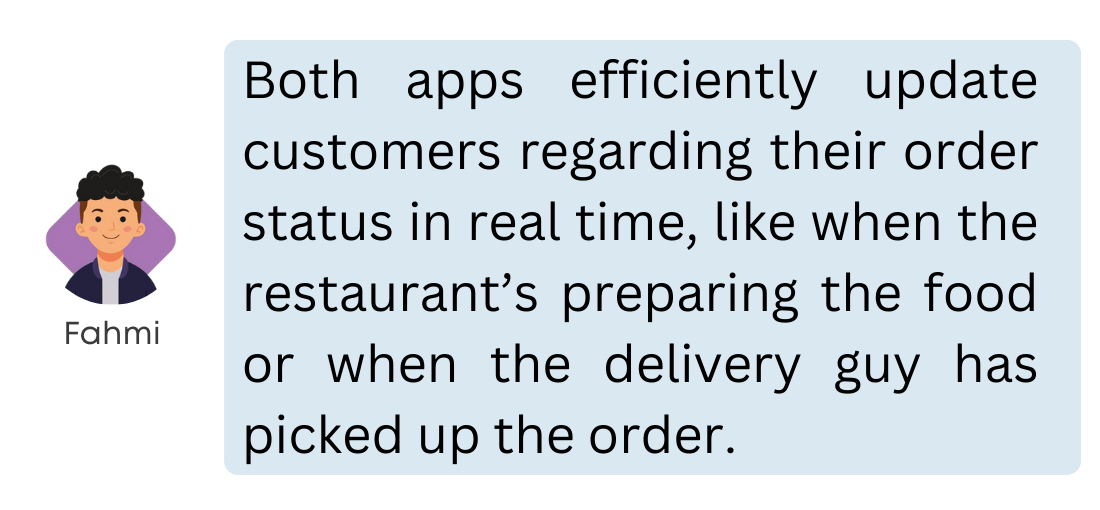 Both apps efficiently update
customers regarding their order
status in real time, like when the
restaurant’s preparing the food
or when the delivery guy has
picked up the order.
Fahmi